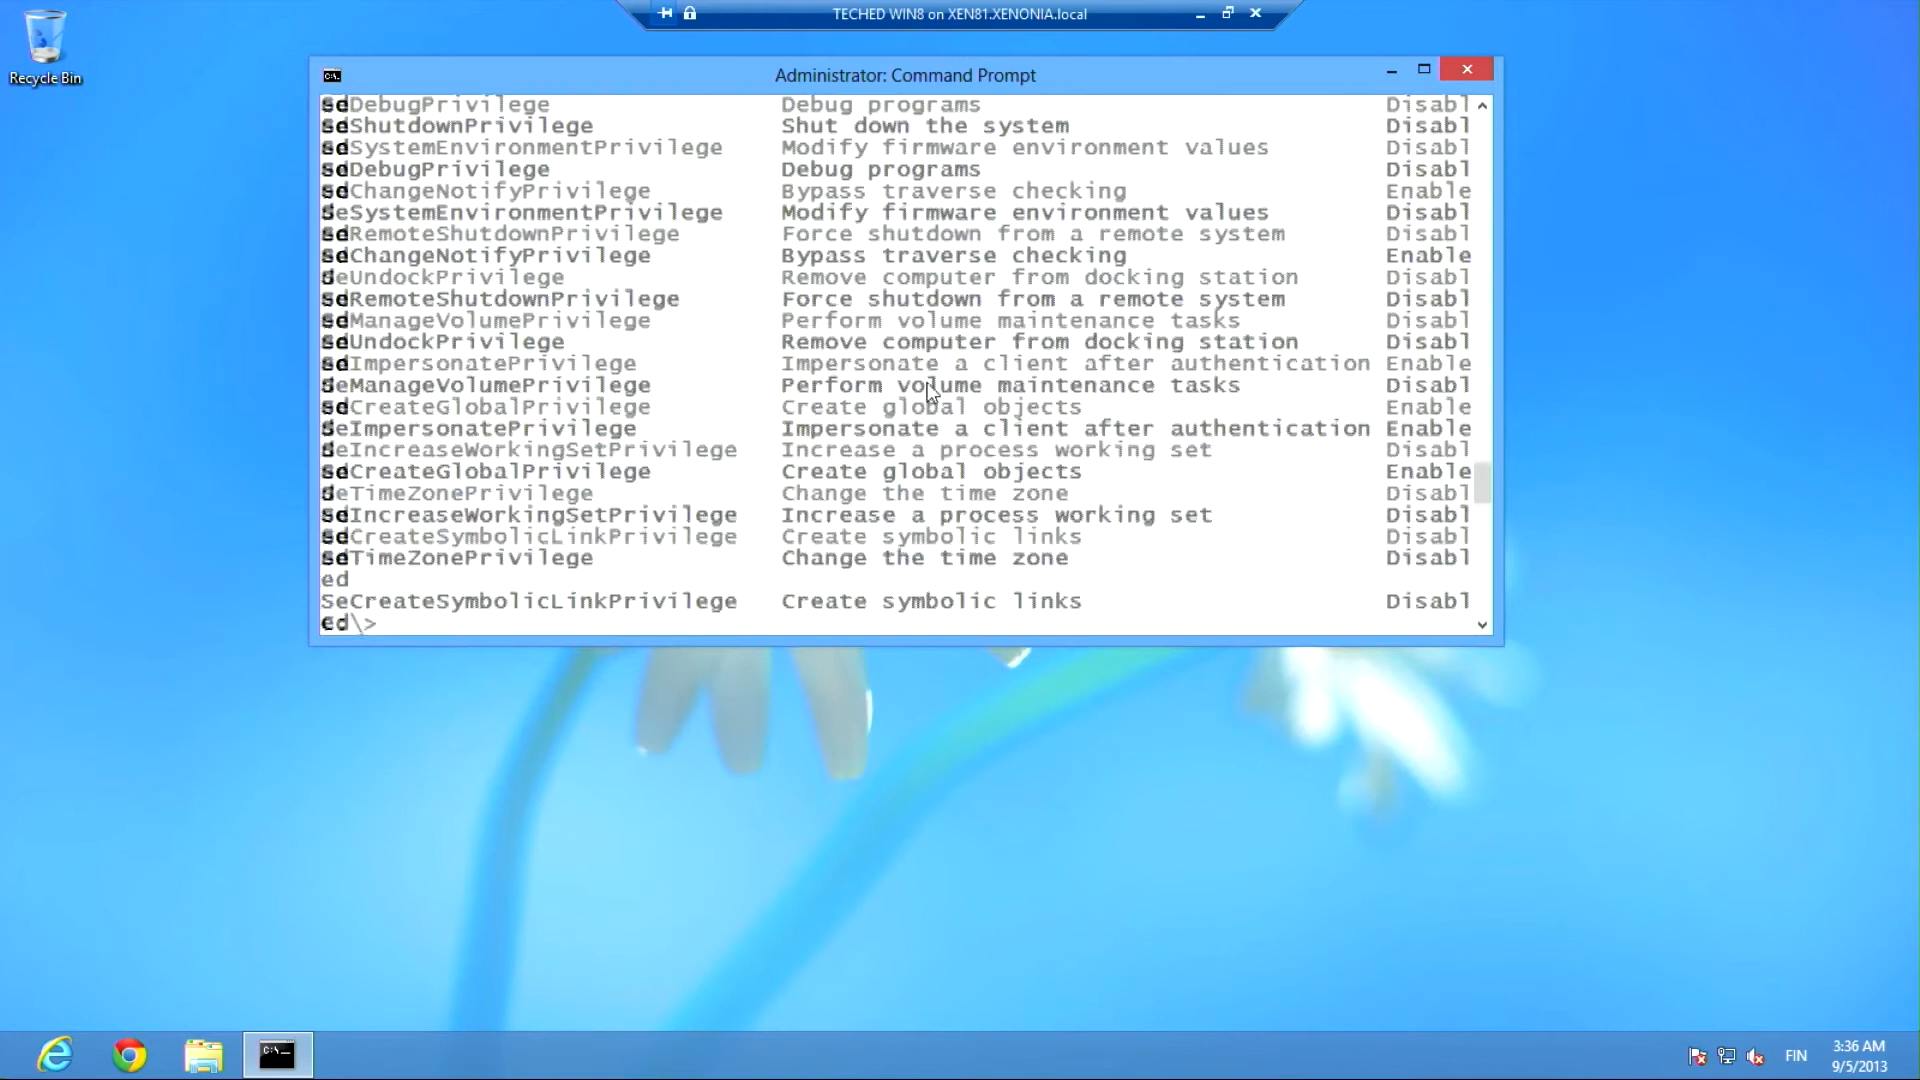 TECHED WIN8 on XEN81.XENONIA.local
Recycle Bin
Administrator: Command Prompt
SeDebugPrivilege Debug programs Disabl
SeShutdownPrivilege Shut down the system Disabl
SeSystemEnvironmentPrivilege Modify firmware environment values Disabl
SeDebugPrivilege Debug programs Disabl
SeChangeNotifyPrivilege Bypass traverse checking Enable
SeSystemEnvironmentPrivilege Modify firmware environment values Disabl
SeRemoteShutdownPrivilege Force shutdown from a remote system Disabl
SeChangeNotifyPrivilege Bypass traverse checking Enable
SeUndockPrivilege Remove computer from docking station Disabl
SeRemoteShutdownPrivilege Force shutdown from a remote system Disabl
SeManageVolumePrivilege Perform volume maintenance tasks Disabl
SeUndockPrivilege Remove computer from docking station Disabl
SeImpersonatePrivilege Impersonate a client after authentication Enable
SeManageVolumePrivilege Perform volume maintenance tasks Disabl
SeCreateGlobalPrivilege Create global objects Enable
SeImpersonatePrivilege Impersonate a client after authentication Enable
SeIncreaseWorkingSetPrivilege Increase a process working set Disabl
SeCreateGlobalPrivilege Create global objects Enable
SeTimeZonePrivilege Change the time zone Disabl
SeIncreaseWorkingSetPrivilege Increase a process working set Disabl
SeCreateSymbolicLinkPrivilege Create symbolic links Disabl
SeTimeZonePrivilege Change the time zone Disabl
ed
SeCreateSymbolicLinkPrivilege Create symbolic links Disabl
ed\>
FIN
3:36 AM
9/5/2013